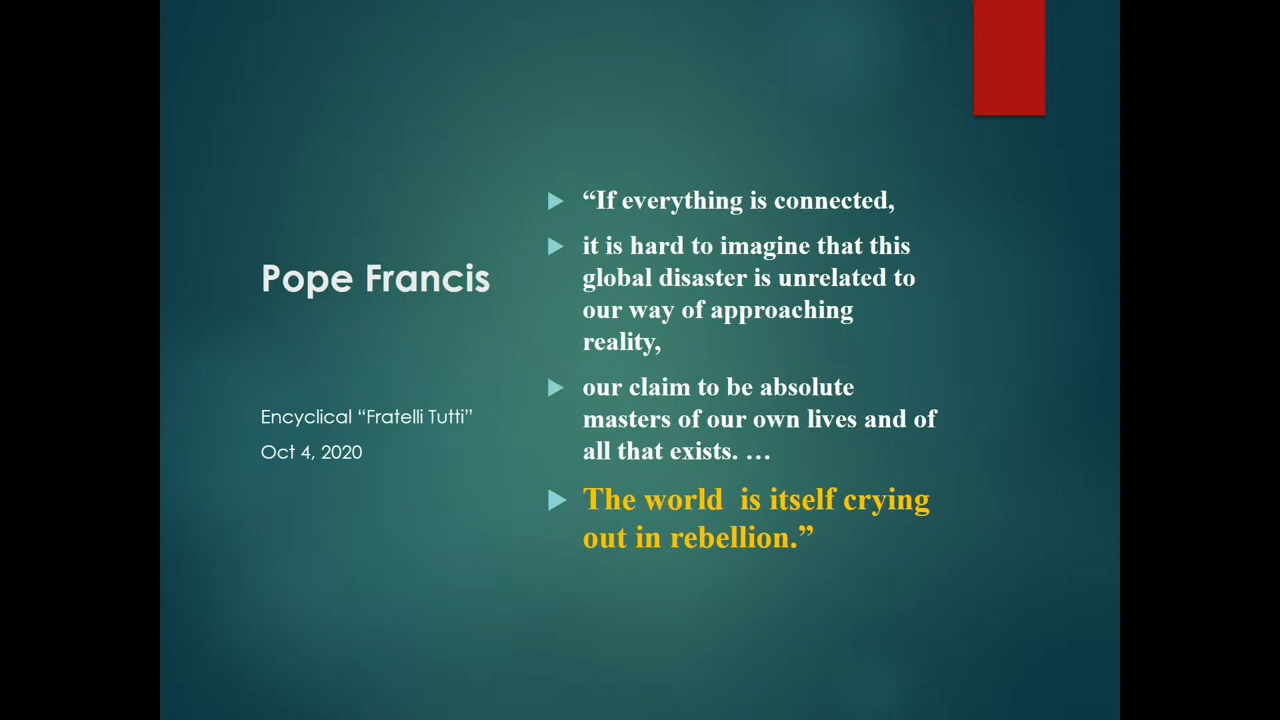 Pope Francis
Encyclical “Fratelli Tutti”
Oct 4, 2020
“If everything is connected,
it is hard to imagine that this
global disaster is unrelated to
our way of approaching
reality,
our claim to be absolute
masters of our own lives and of
all that exists. …
The world  is itself crying
out in rebellion.”